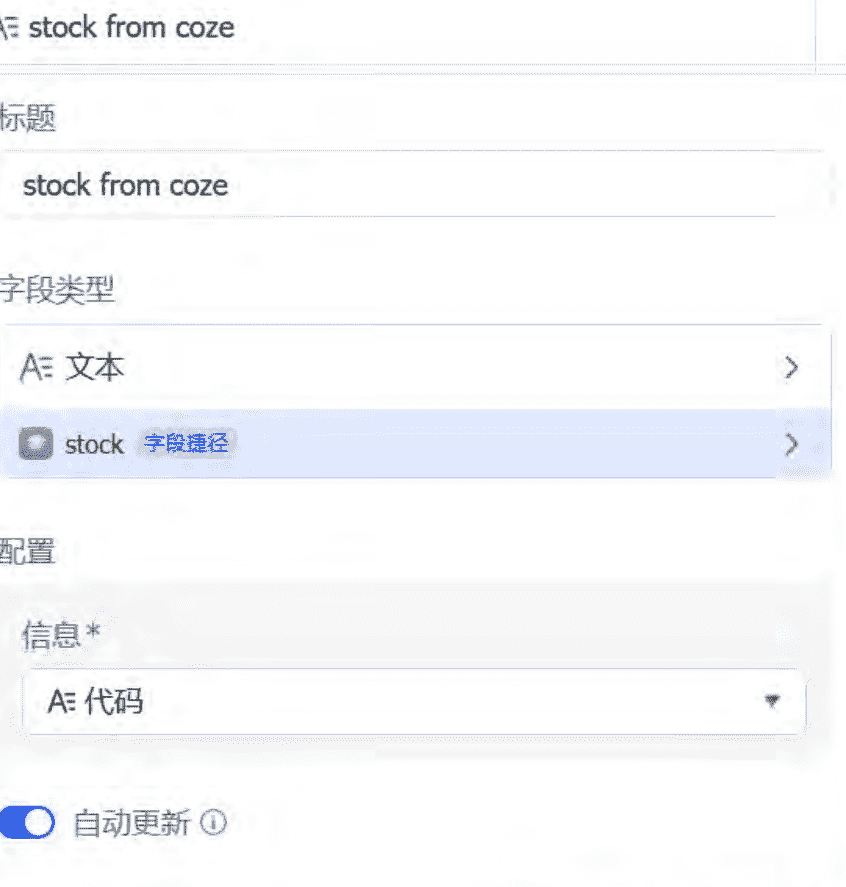 stock from coze
标题
stock from coze
字段类型
文本
stock 字段捷径
配置
信息*
代码
自动更新